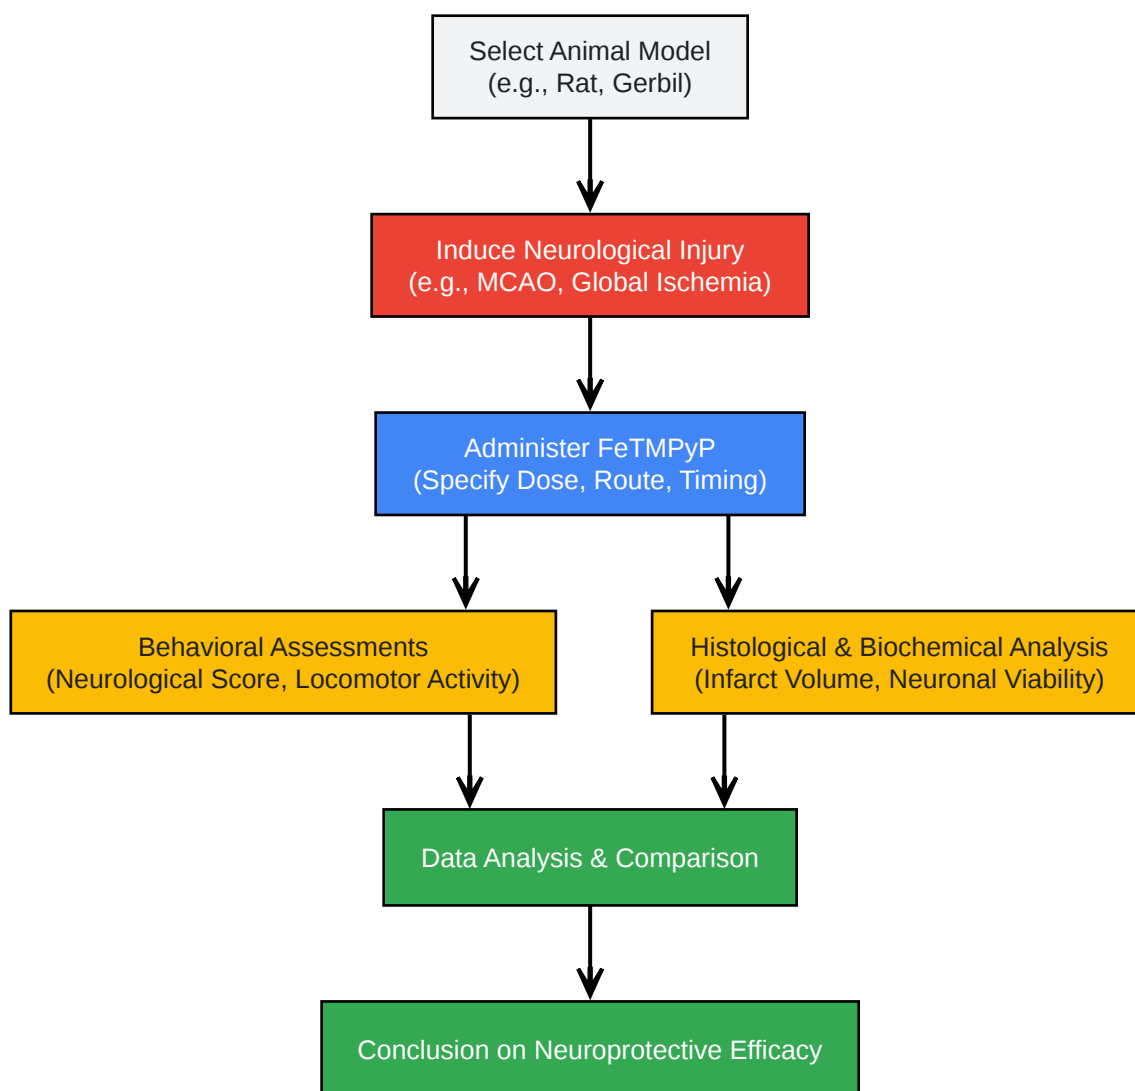 Select Animal Model
(e.g., Rat, Gerbil)
Induce Neurological Injury
(e.g., MCAO, Global Ischemia)
Administer FeTMPyP
(Specify Dose, Route, Timing)
Behavioral Assessments
(Neurological Score, Locomotor Activity)
Histological & Biochemical Analysis
(Infarct Volume, Neuronal Viability)
Data Analysis & Comparison
Conclusion on Neuroprotective Efficacy